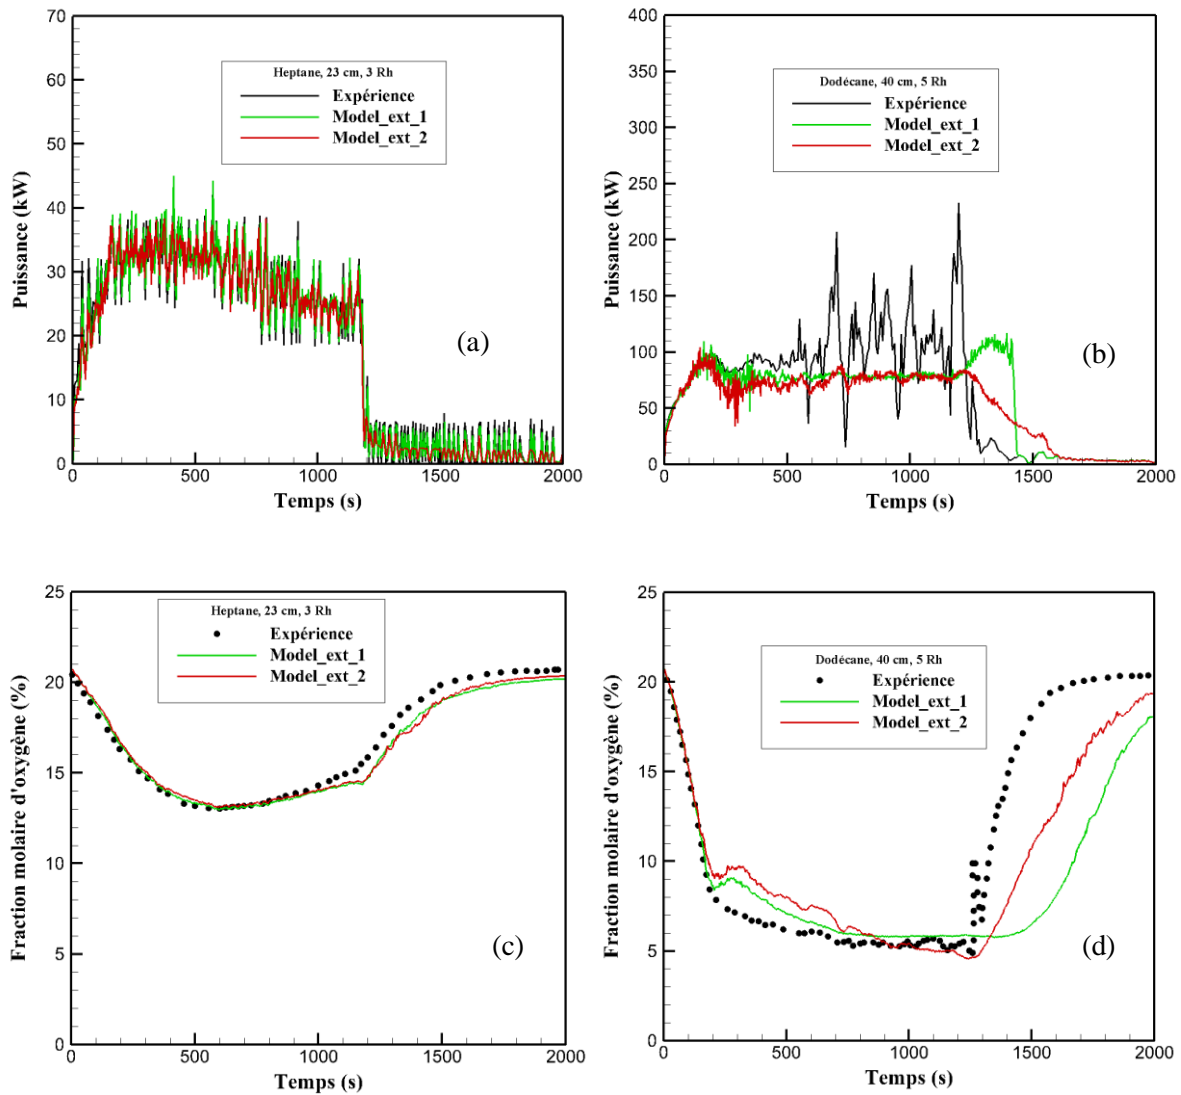 70
60
50
40
30
20
10
0
Puissance (kW)
Heptane, 23 cm, 3 Rh
Expérience
Model_ext_1
Model_ext_2
(a)
0
500
1000
1500
2000
Temps (s)
400
350
300
250
200
150
100
50
0
Puissance (kW)
Dodécane, 40 cm, 5 Rh
Expérience
Model_ext_1
Model_ext_2
(b)
0
500
1000
1500
2000
Temps (s)
25
20
15
10
5
0
Fraction molaire d'oxygène (%)
Heptane, 23 cm, 3 Rh
Expérience
Model_ext_1
Model_ext_2
(c)
0
500
1000
1500
2000
Temps (s)
25
20
15
10
5
0
Fraction molaire d'oxygène (%)
Dodécane, 40 cm, 5 Rh
Expérience
Model_ext_1
Model_ext_2
(d)
0
500
1000
1500
2000
Temps (s)